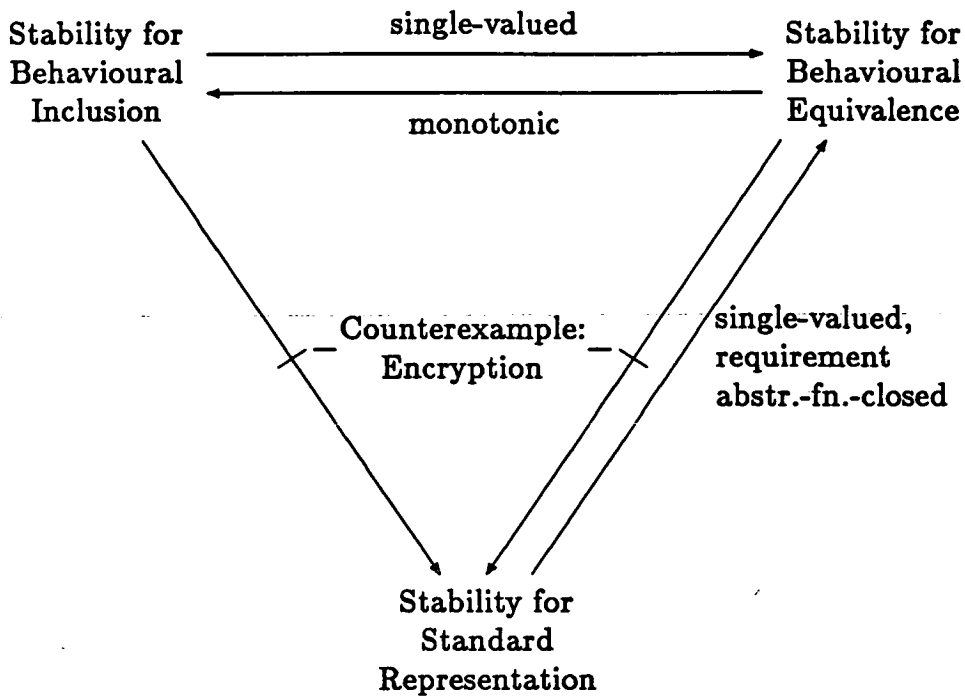 Stability for
Behavioural
Inclusion
single-valued
monotonic
Stability for
Behavioural
Equivalence
Counterexample:
Encryption
single-valued,
requirement
abstr.-fn.-closed
Stability for
Standard
Representation